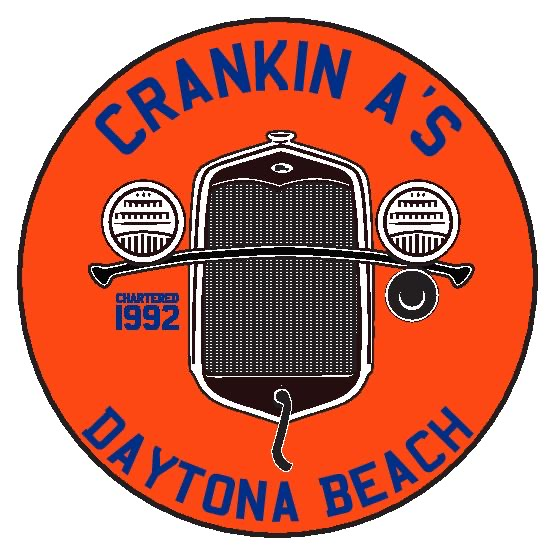 CRANKIN A'S
CHARTERED
1992
DAYTONA BEACH